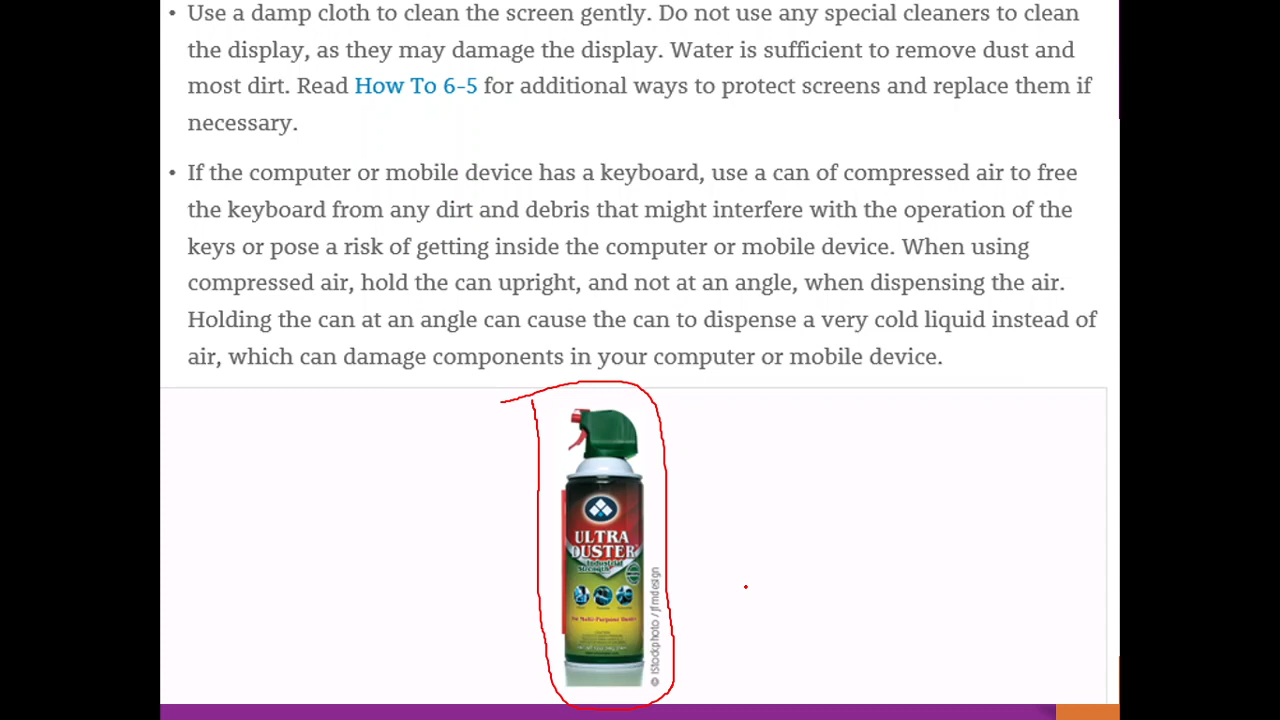 • Use a damp cloth to clean the screen gently. Do not use any special cleaners to clean
the display, as they may damage the display. Water is sufficient to remove dust and
most dirt. Read How To 6-5 for additional ways to protect screens and replace them if
necessary.
• If the computer or mobile device has a keyboard, use a can of compressed air to free
the keyboard from any dirt and debris that might interfere with the operation of the
keys or pose a risk of getting inside the computer or mobile device. When using
compressed air, hold the can upright, and not at an angle, when dispensing the air.
Holding the can at an angle can cause the can to dispense a very cold liquid instead of
air, which can damage components in your computer or mobile device.
ULTRA
DUSTER
Industrial
Strength
Multi-Purpose Duster
© iStockphoto / jfmdesign